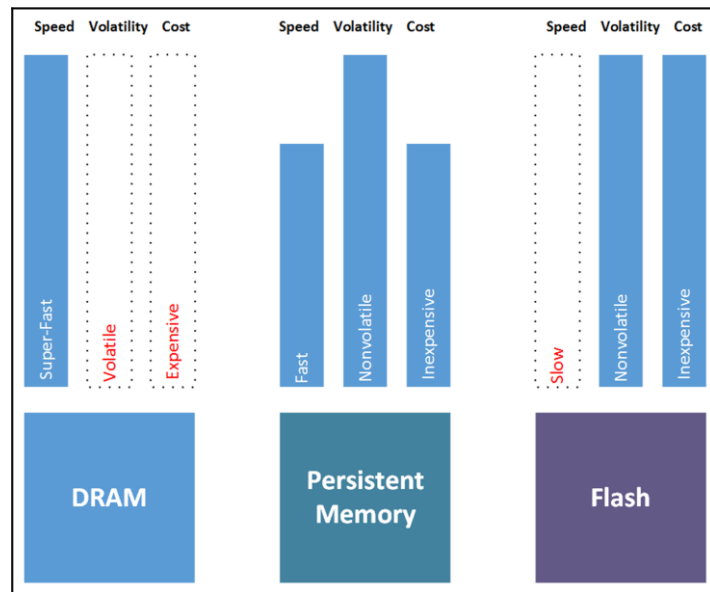 Speed Volatility Cost
Super-Fast
Volatile
Expensive
DRAM
Speed Volatility Cost
Fast
Nonvolatile
Inexpensive
Persistent
Memory
Speed Volatility Cost
Slow
Nonvolatile
Inexpensive
Flash